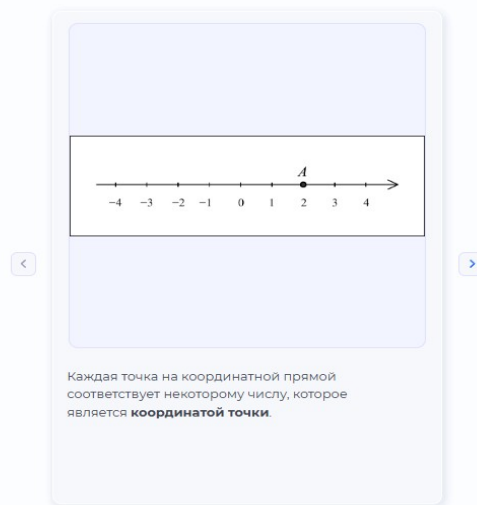 A
−4 −3 −2 −1 0 1 2 3 4
Каждая точка на координатной прямой
соответствует некоторому числу, которое
является координатой точки.